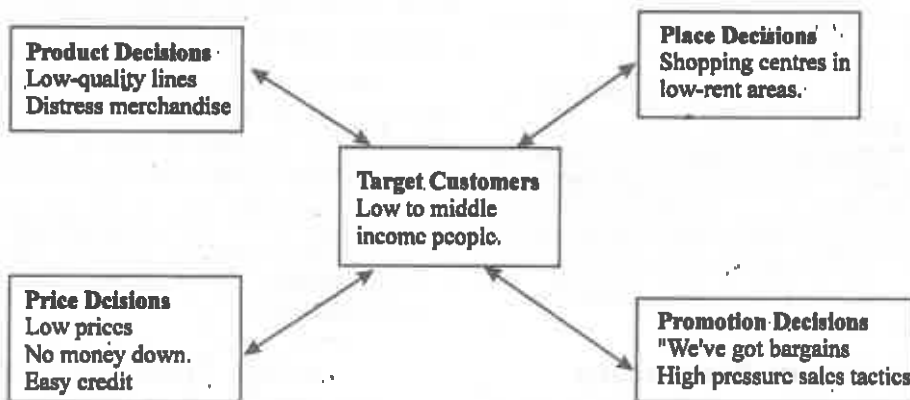 Product Decisions
Low-quality lines
Distress merchandise
Place Decisions
Shopping centres in
low-rent areas.
Target Customers
Low to middle
income people.
Price Dcisions
Low prices
No money down.
Easy credit
Promotion Decisions
"We've got bargains
High pressure sales tactics